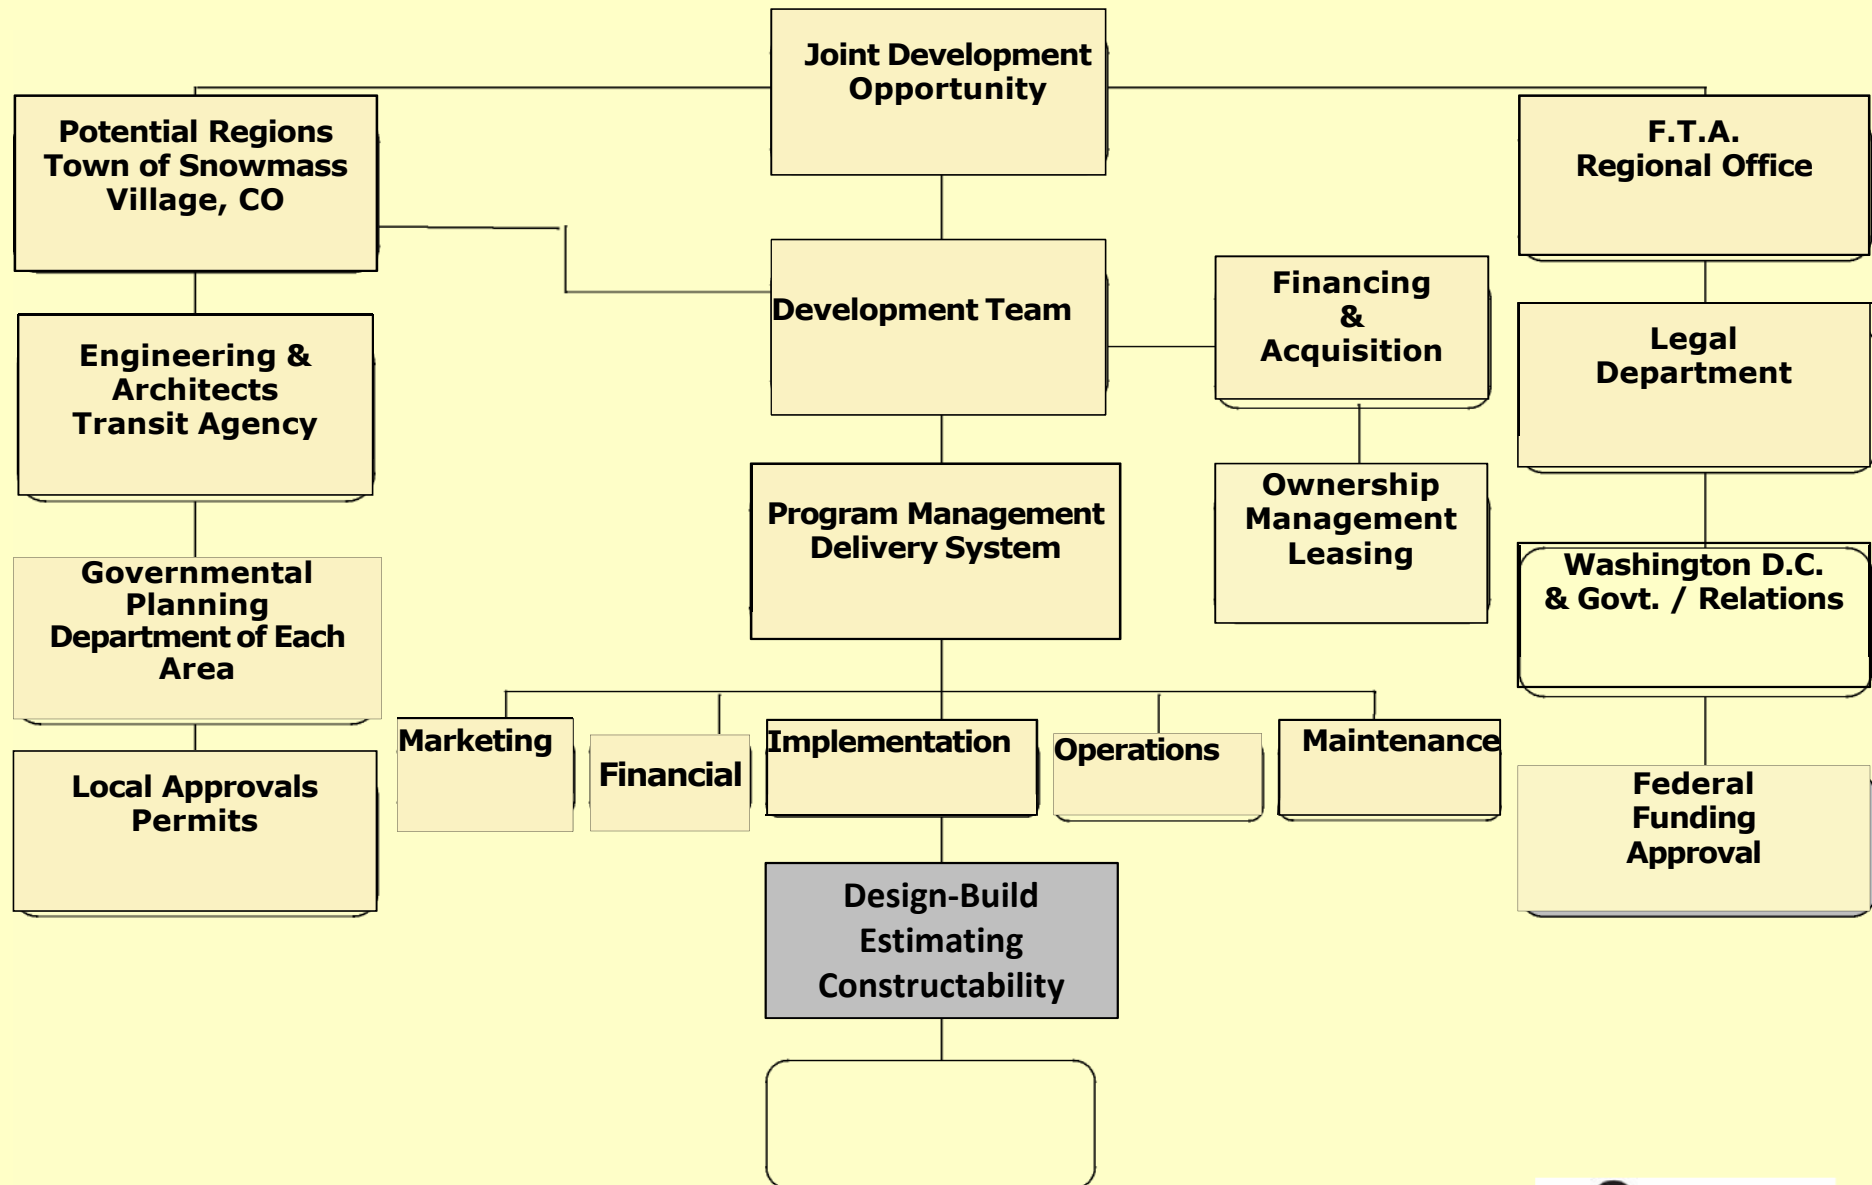 Joint Development
Opportunity
Potential Regions
Town of Snowmass
Village, CO
F.T.A.
Regional Office
Development Team
Financing
&
Acquisition
Engineering &
Architects
Transit Agency
Legal
Department
Program Management
Delivery System
Ownership
Management
Leasing
Governmental
Planning
Department of Each
Area
Washington D.C.
& Govt. / Relations
Marketing
Financial
Implementation
Operations
Maintenance
Local Approvals
Permits
Federal
Funding
Approval
Design-Build
Estimating
Constructability